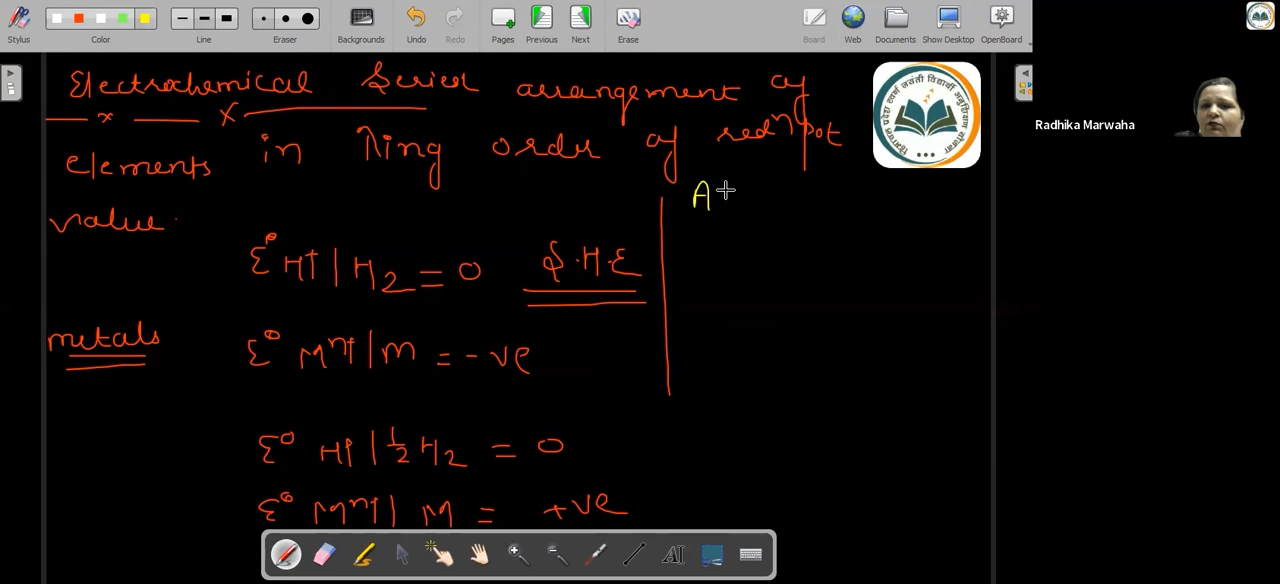 Stylus
Color
Line
Eraser
Backgrounds
Undo
Redo
Pages
Previous
Next
Erase
Board
Web
Documents
Show Desktop
OpenBoard
Electrochemical Series arrangement of
elements in ↑ing order of redⁿ pot
value.
E° H⁺ | H₂ = 0 S.H.E
metals
E° Mⁿ⁺ | M = -ve
E° H⁺ | ½ H₂ = 0
E° Mⁿ⁺ | M = +ve
A
Radhika Marwaha
AI